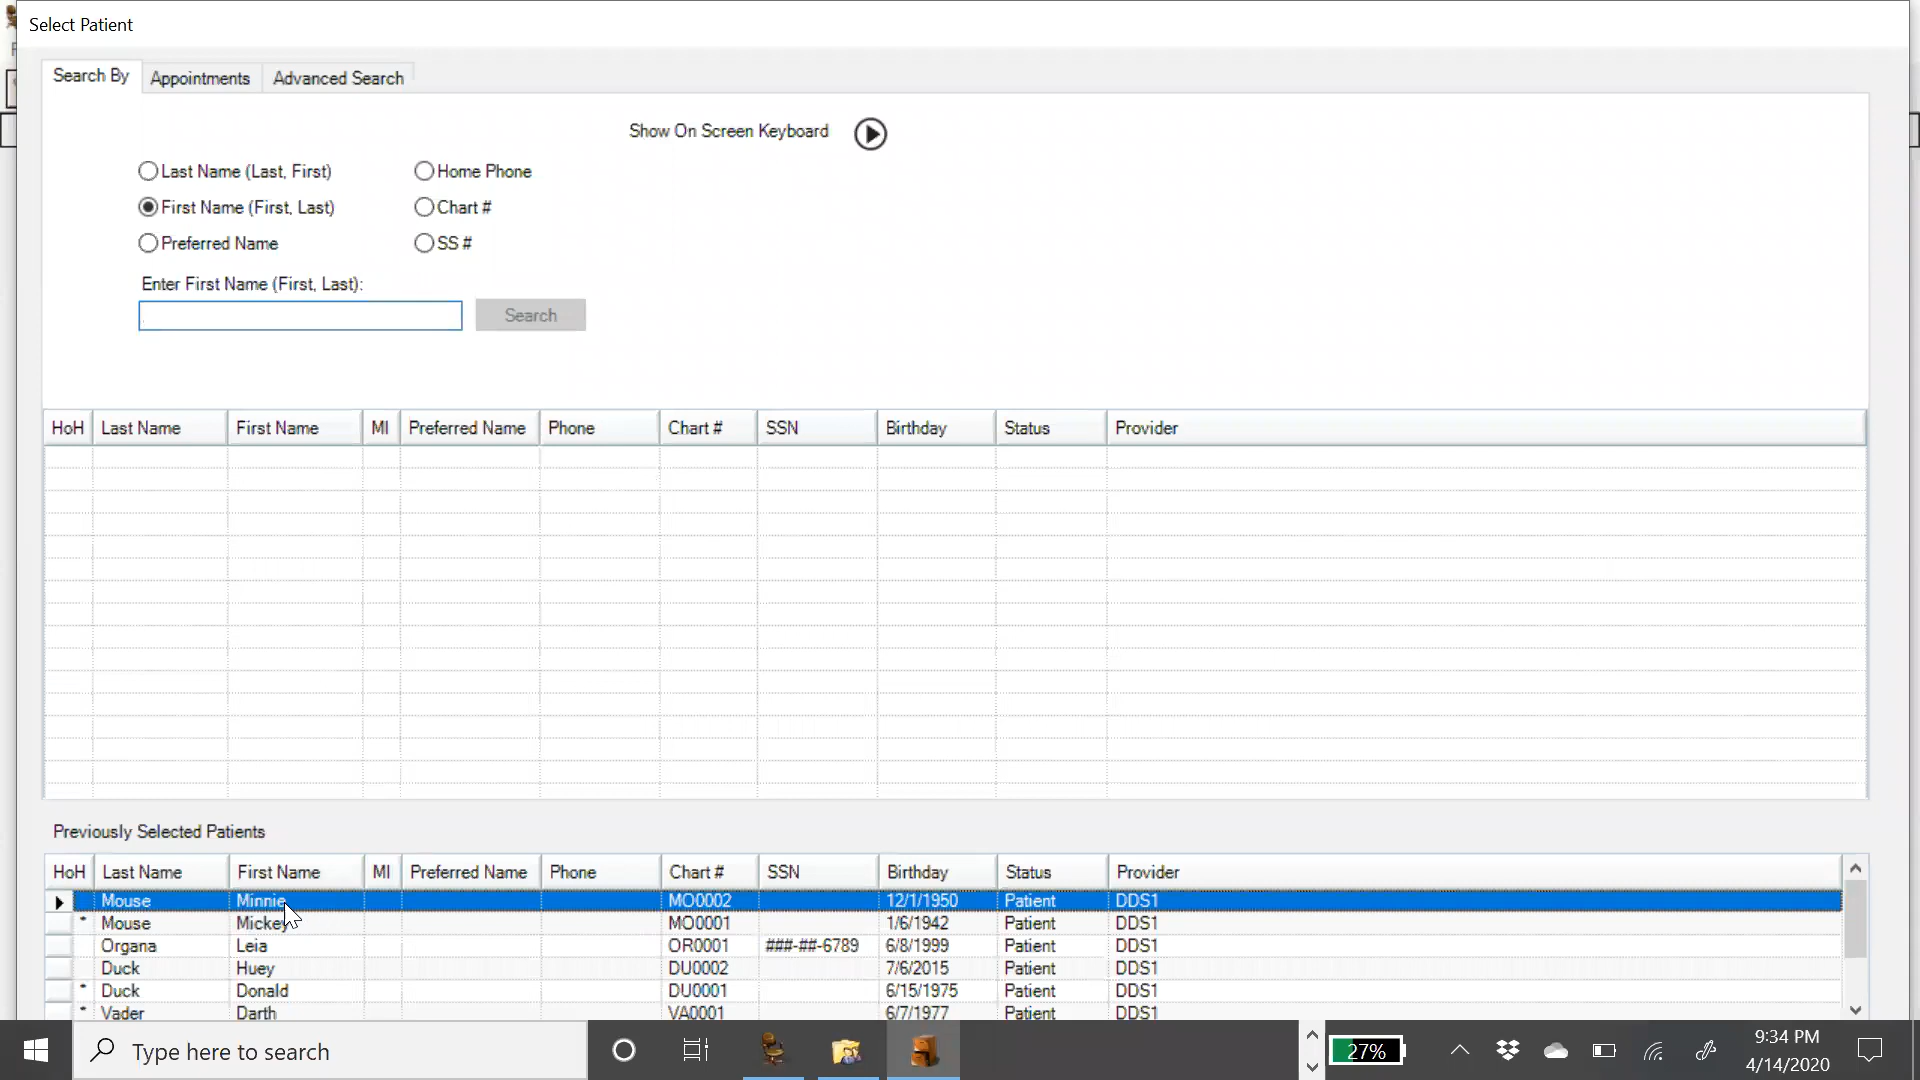 Select Patient
Search By Appointments Advanced Search
Show On Screen Keyboard
Last Name (Last, First) Home Phone
First Name (First, Last) Chart #
Preferred Name SS #
Enter First Name (First, Last):
Search
HoH Last Name First Name MI Preferred Name Phone Chart # SSN Birthday Status Provider
Previously Selected Patients
HoH Last Name First Name MI Preferred Name Phone Chart # SSN Birthday Status Provider
Mouse Minnie MO0002 12/1/1950 Patient DDS1
* Mouse Mickey MO0001 1/6/1942 Patient DDS1
Organa Leia OR0001 ###-##-6789 6/8/1999 Patient DDS1
Duck Huey DU0002 7/6/2015 Patient DDS1
* Duck Donald DU0001 6/15/1975 Patient DDS1
* Vader Darth VA0001 6/7/1977 Patient DDS1
Type here to search
27%
9:34 PM
4/14/2020